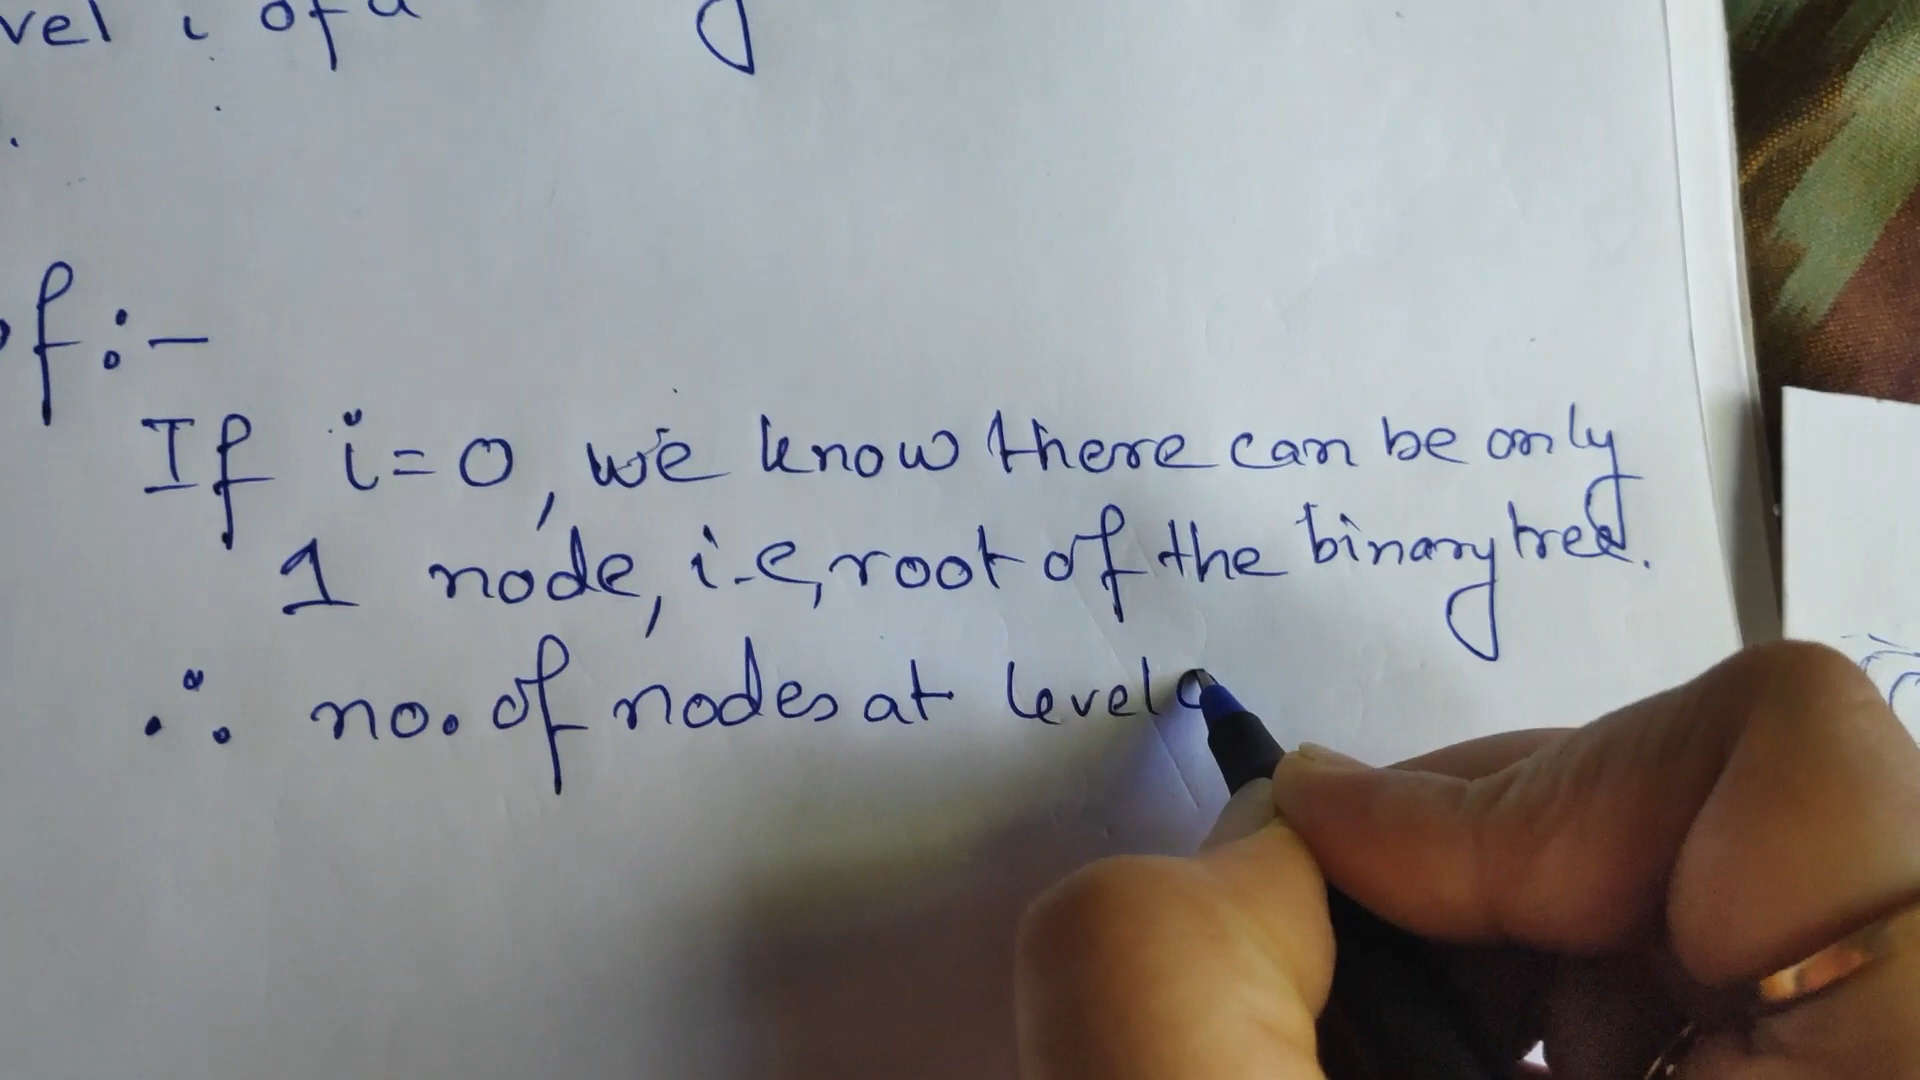 vel i of a
f:-
If i=0, we know there can be only
1 node, i.e, root of the binary tree.
∴ no. of nodes at level